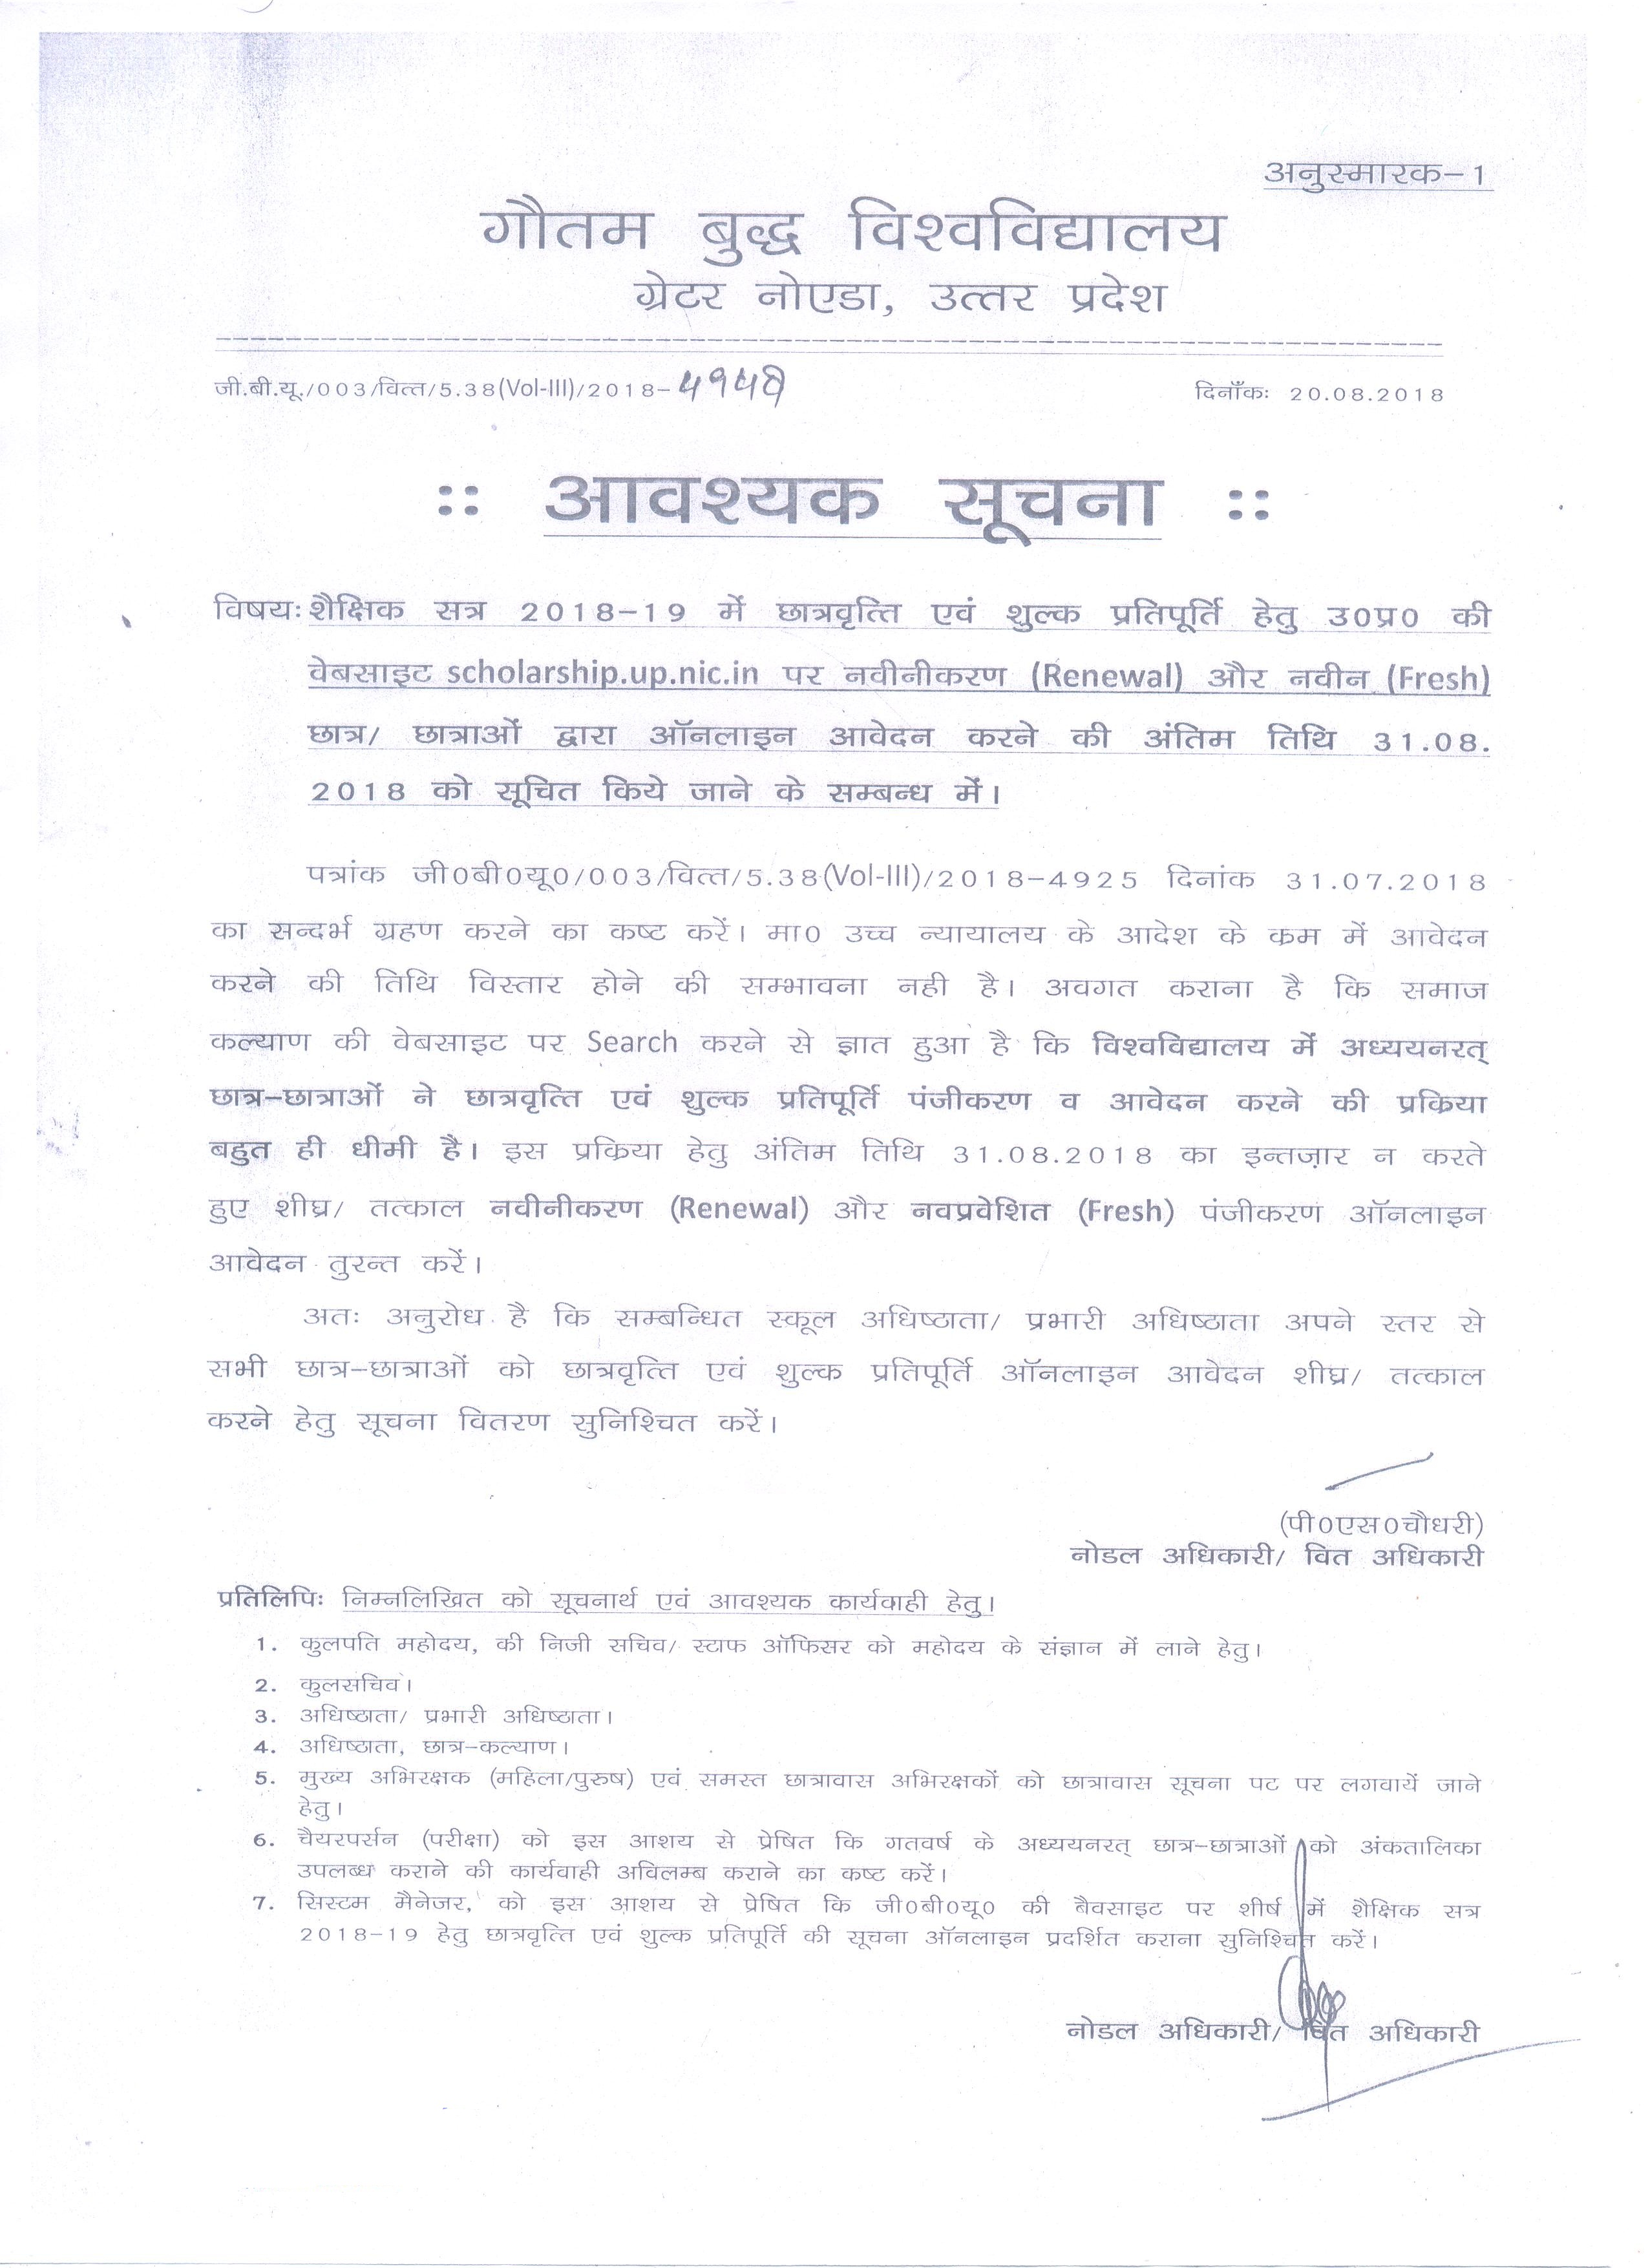 अनुस्मारक–1
गौतम बुद्ध विश्वविद्यालय
ग्रेटर नोएडा, उत्तर प्रदेश
जी.बी.यू./003/वित्त/5.38(Vol-III)/2018–
दिनाँकः 20.08.2018
:: आवश्यक सूचना ::
विषयः शैक्षिक सत्र 2018–19 में छात्रवृत्ति एवं शुल्क प्रतिपूर्ति हेतु उ0प्र0 की
वेबसाइट scholarship.up.nic.in पर नवीनीकरण (Renewal) और नवीन (Fresh)
छात्र/ छात्राओं द्वारा ऑनलाइन आवेदन करने की अंतिम तिथि 31.08.
2018 को सूचित किये जाने के सम्बन्ध में।
पत्रांक जी0बी0यू0/003/वित्त/5.38(Vol-III)/2018–4925 दिनांक 31.07.2018
का सन्दर्भ ग्रहण करने का कष्ट करें। मा0 उच्च न्यायालय के आदेश के कम में आवेदन
करने की तिथि विस्तार होने की सम्भावना नही है। अवगत कराना है कि समाज
कल्याण की वेबसाइट पर Search करने से ज्ञात हुआ है कि विश्वविद्यालय में अध्ययनरत्
छात्र–छात्राओं ने छात्रवृत्ति एवं शुल्क प्रतिपूर्ति पंजीकरण व आवेदन करने की प्रकिया
बहुत ही धीमी है। इस प्रकिया हेतु अंतिम तिथि 31.08.2018 का इन्तज़ार न करते
हुए शीघ्र/ तत्काल नवीनीकरण (Renewal) और नवप्रवेशित (Fresh) पंजीकरण ऑनलाइन
आवेदन तुरन्त करें।
अतः अनुरोध है कि सम्बन्धित स्कूल अधिष्ठाता/ प्रभारी अधिष्ठाता अपने स्तर से
सभी छात्र–छात्राओं को छात्रवृत्ति एवं शुल्क प्रतिपूर्ति ऑनलाइन आवेदन शीघ्र/ तत्काल
करने हेतु सूचना वितरण सुनिश्चित करें।
(पी0एस0चौधरी)
नोडल अधिकारी/ वित अधिकारी
प्रतिलिपिः निम्नलिखित को सूचनार्थ एवं आवश्यक कार्यवाही हेतु।
1. कुलपति महोदय, की निजी सचिव/ स्टाफ ऑफिसर को महोदय के संज्ञान में लाने हेतु।
2. कुलसचिव।
3. अधिष्ठाता/ प्रभारी अधिष्ठाता।
4. अधिष्ठाता, छात्र–कल्याण।
5. मुख्य अभिरक्षक (महिला/पुरुष) एवं समस्त छात्रावास अभिरक्षकों को छात्रावास सूचना पट पर लगवायें जाने
हेतु।
6. चैयरपर्सन (परीक्षा) को इस आशय से प्रेषित कि गतवर्ष के अध्ययनरत् छात्र–छात्राओं को अंकतालिका
उपलब्ध कराने की कार्यवाही अविलम्ब कराने का कष्ट करें।
7. सिस्टम मैनेजर, को इस आशय से प्रेषित कि जी0बी0यू0 की बैवसाइट पर शीर्ष में शैक्षिक सत्र
2018–19 हेतु छात्रवृत्ति एवं शुल्क प्रतिपूर्ति की सूचना ऑनलाइन प्रदर्शित कराना सुनिश्चित करें।
नोडल अधिकारी/ वित अधिकारी